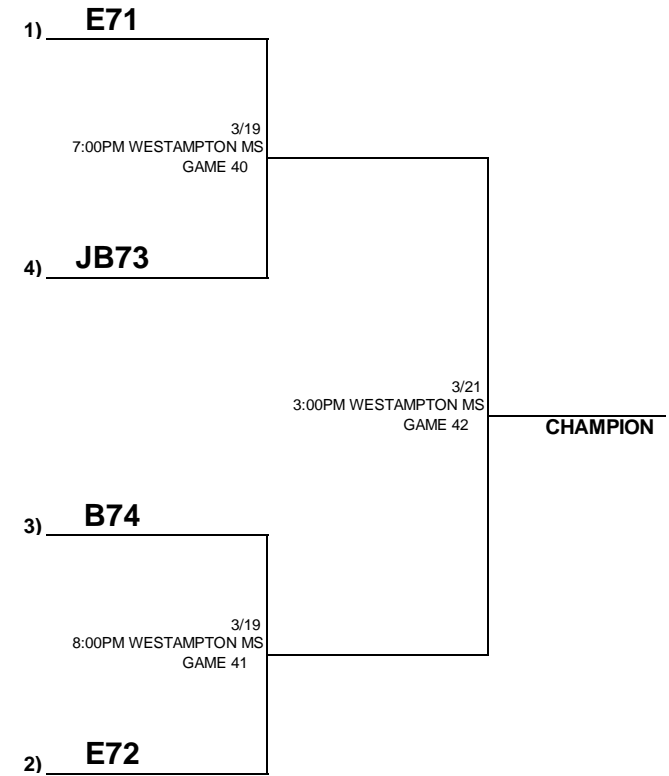 1) E71
3/19
7:00PM WESTAMPTON MS
GAME 40
4) JB73
3/21
3:00PM WESTAMPTON MS
GAME 42
CHAMPION
3) B74
3/19
8:00PM WESTAMPTON MS
GAME 41
2) E72